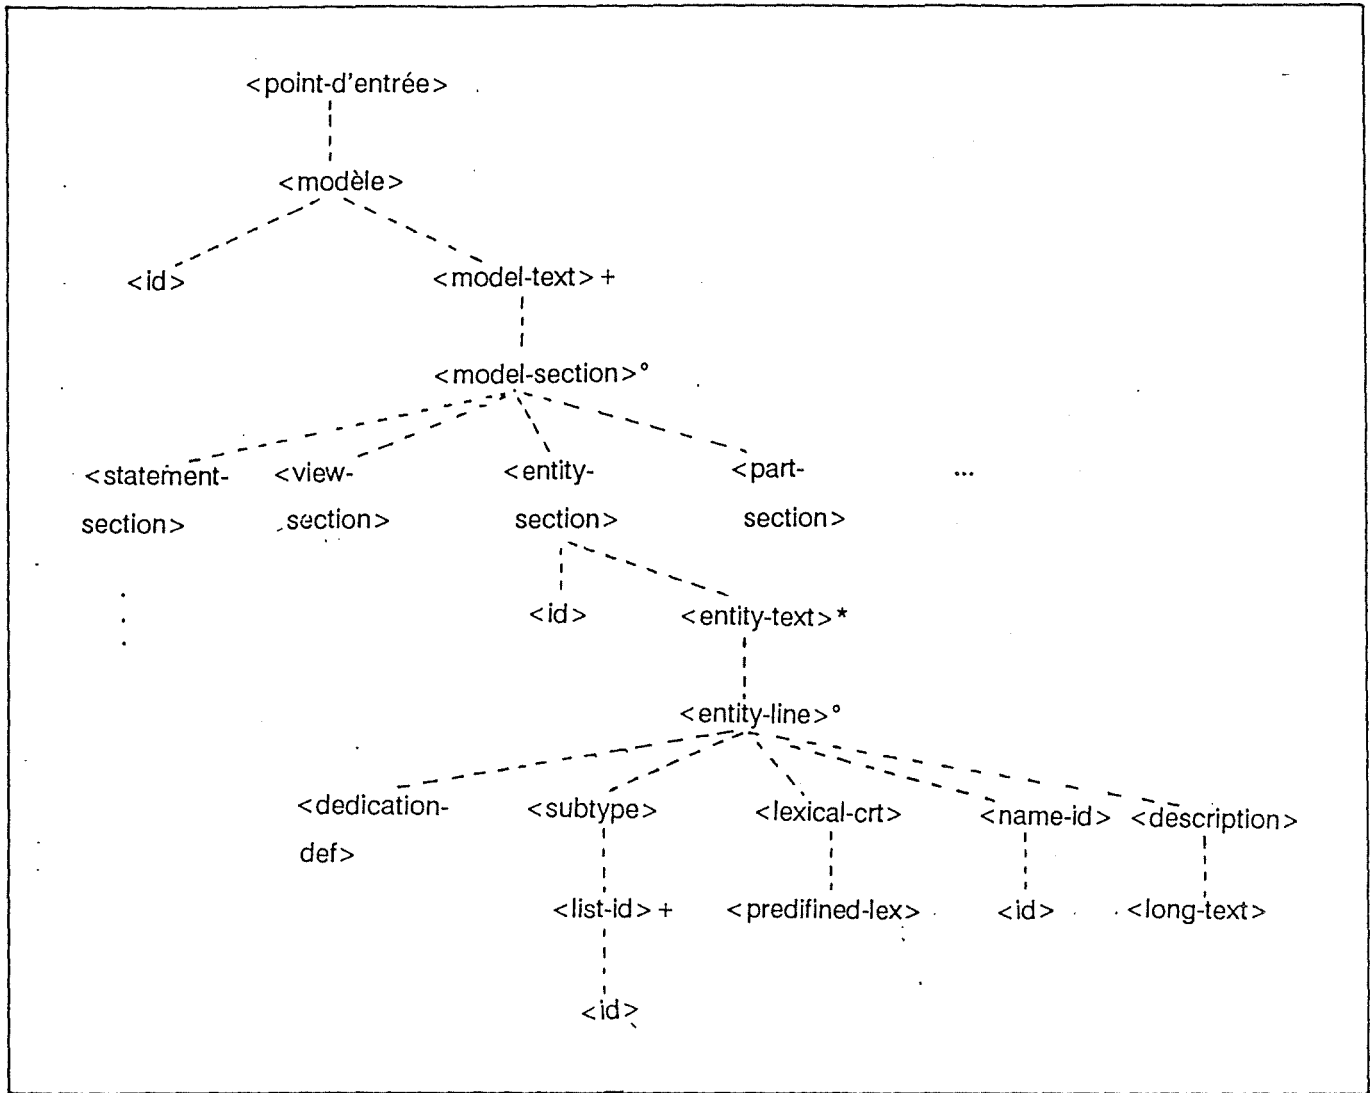 <point-d'entrée>
<modèle>
<id> <model-text> +
<model-section>°
<statement- <view- <entity- <part- ...
section> section> section> section>
<id> <entity-text>*
<entity-line>°
<dedication- <subtype> <lexical-crt> <name-id> <description>
def>
<list-id> + <predifined-lex> <id> <long-text>
<id>